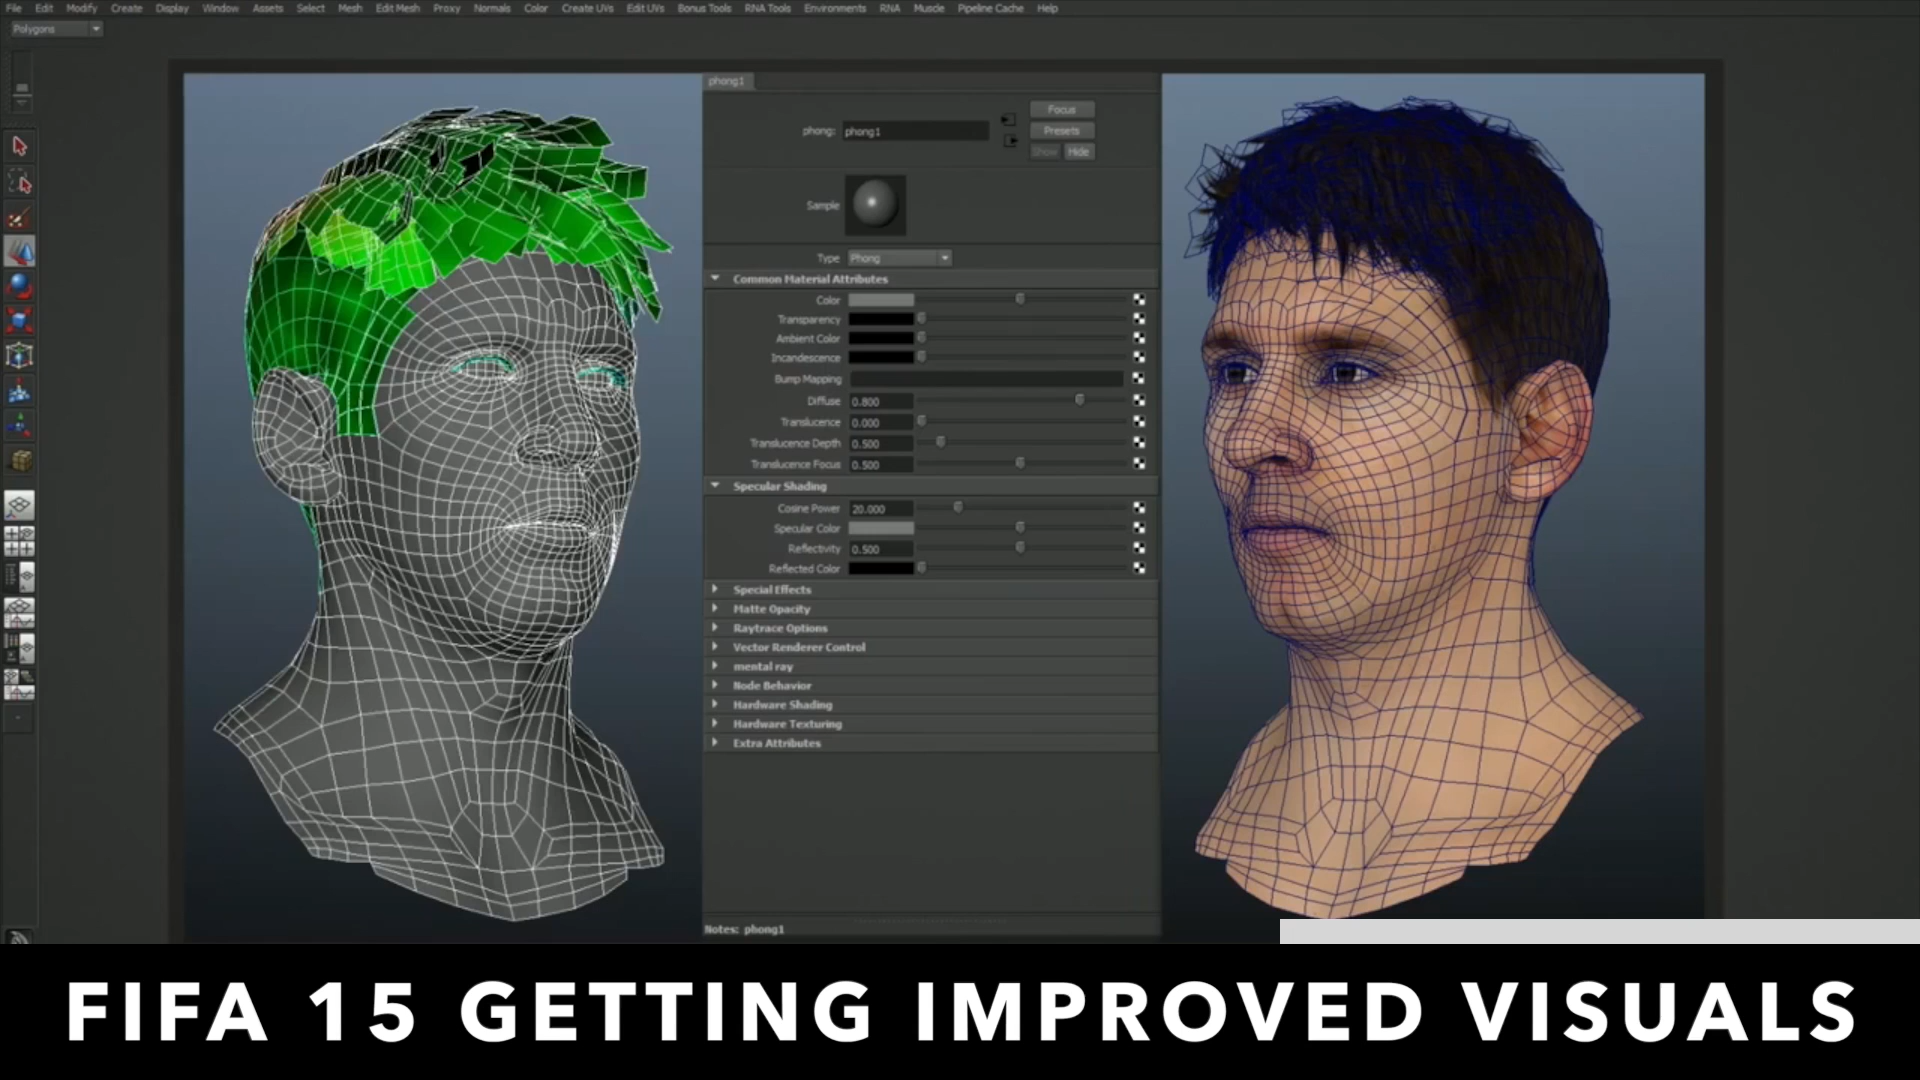 File Edit Modify Create Display Window Assets Select Mesh Edit Mesh Proxy Normals Color Create UVs Edit UVs Bonus Tools RNA Tools Environments RNA Muscle Pipeline Cache Help
Polygons
phong1
Focus
phong: phong1
Presets
Show Hide
Sample
Type Phong
Common Material Attributes
Color
Transparency
Ambient Color
Incandescence
Bump Mapping
Diffuse 0.800
Translucence 0.000
Translucence Depth 0.500
Translucence Focus 0.500
Specular Shading
Cosine Power 20.000
Specular Color
Reflectivity 0.500
Reflected Color
Special Effects
Matte Opacity
Raytrace Options
Vector Renderer Control
mental ray
Node Behavior
Hardware Shading
Hardware Texturing
Extra Attributes
Notes: phong1
FIFA 15 GETTING IMPROVED VISUALS